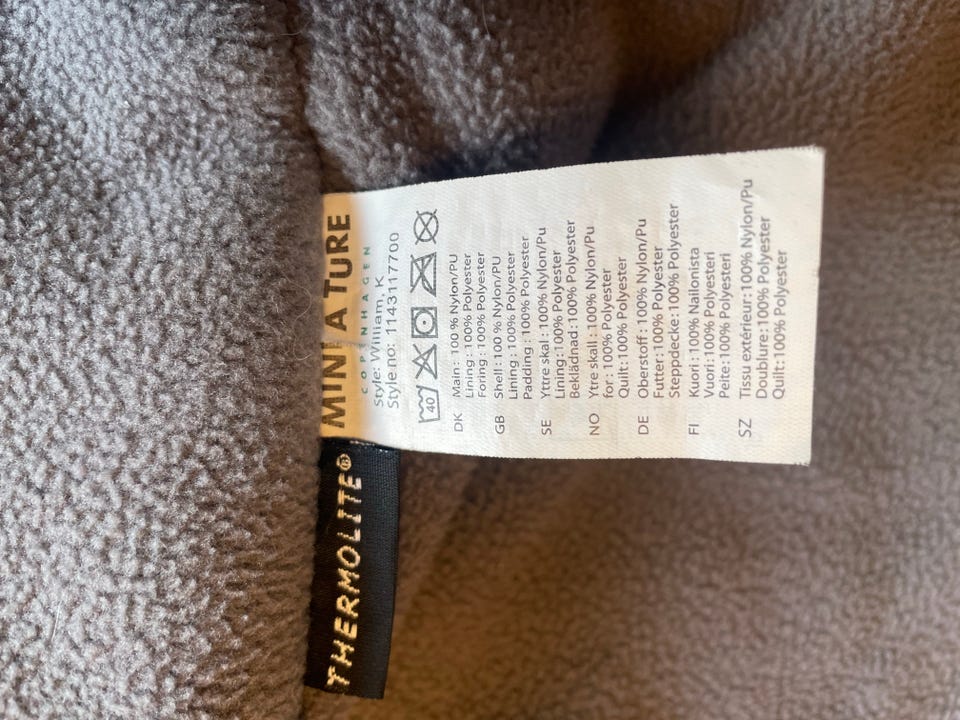 MINI A TURE
COPENHAGEN
Style: William, K
Style no: 1143117700
40
DK Main : 100 % Nylon/PU
Lining : 100% Polyester
Foring : 100% Polyester
GB Shell : 100 % Nylon/PU
Lining : 100% Polyester
Padding : 100% Polyester
SE Yttre skal : 100% Nylon/Pu
Lining : 100% Polyester
Beklädnad : 100% Polyester
NO Ytre skall : 100% Nylon/Pu
for : 100% Polyester
Quilt : 100% Polyester
DE Oberstoff : 100% Nylon/Pu
Futter : 100% Polyester
Steppdecke : 100% Polyester
FI Kuori : 100% Nailonista
Vuori : 100% Polyesteri
Peite : 100% Polyesteri
SZ Tissu extérieur : 100% Nylon/Pu
Doublure : 100% Polyester
Quilt : 100% Polyester
THERMOLITE®